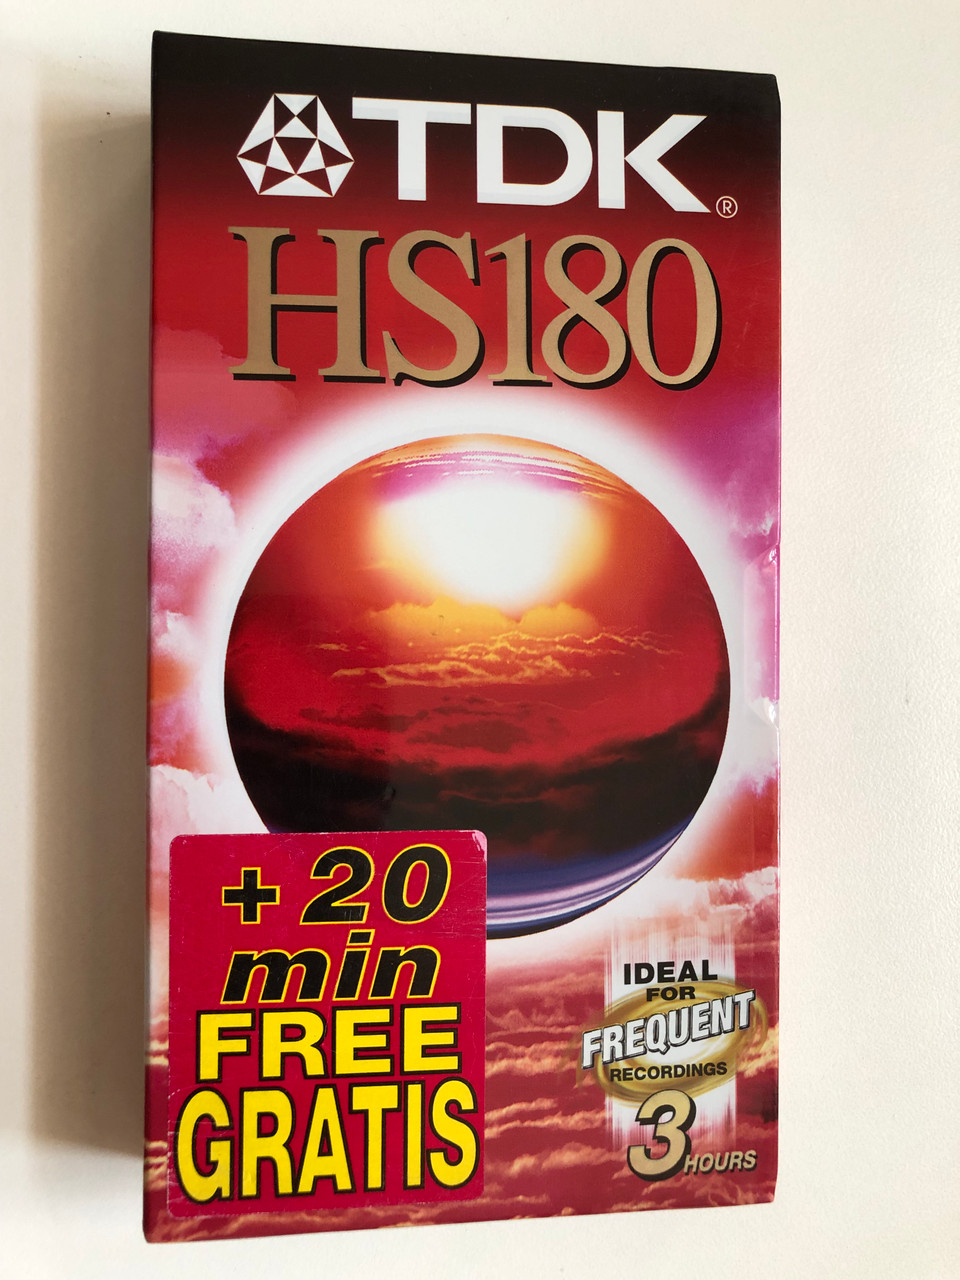 TDK®
HS180
+20
min
FREE
GRATIS
IDEAL
FOR
FREQUENT
RECORDINGS
3 HOURS